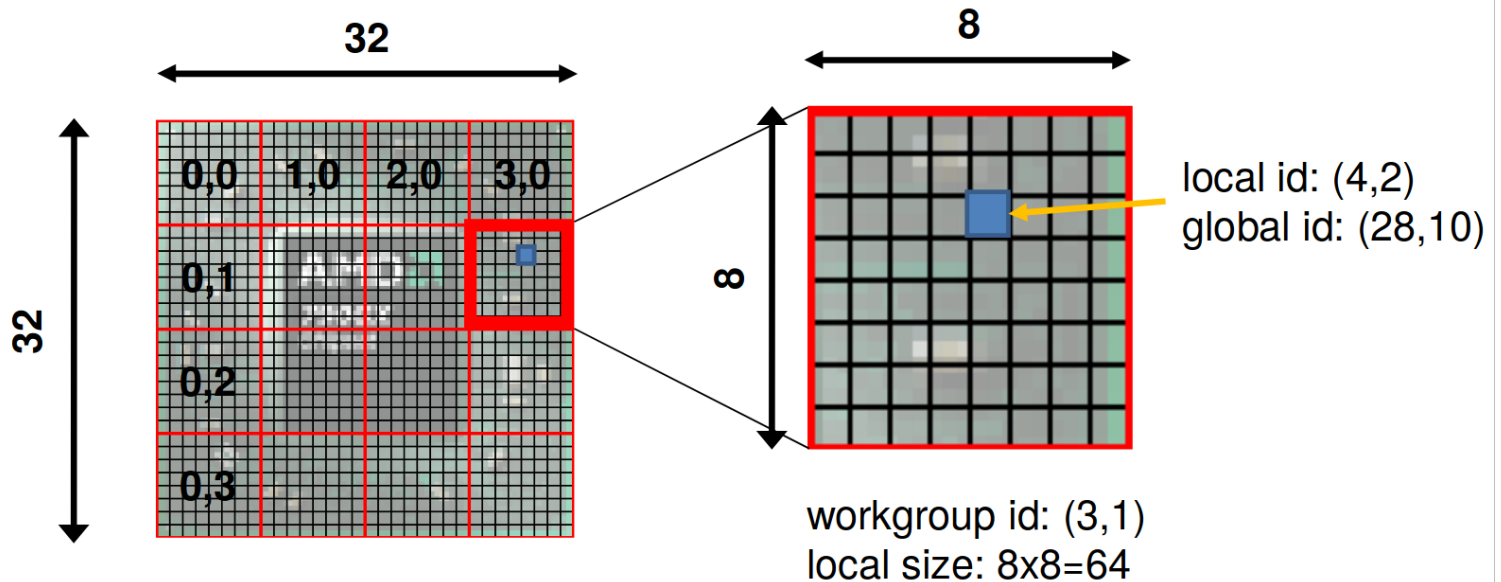 32
8
32
0,0
1,0
2,0
3,0
0,1
AMD
0,2
0,3
8
local id: (4,2)
global id: (28,10)
workgroup id: (3,1)
local size: 8x8=64